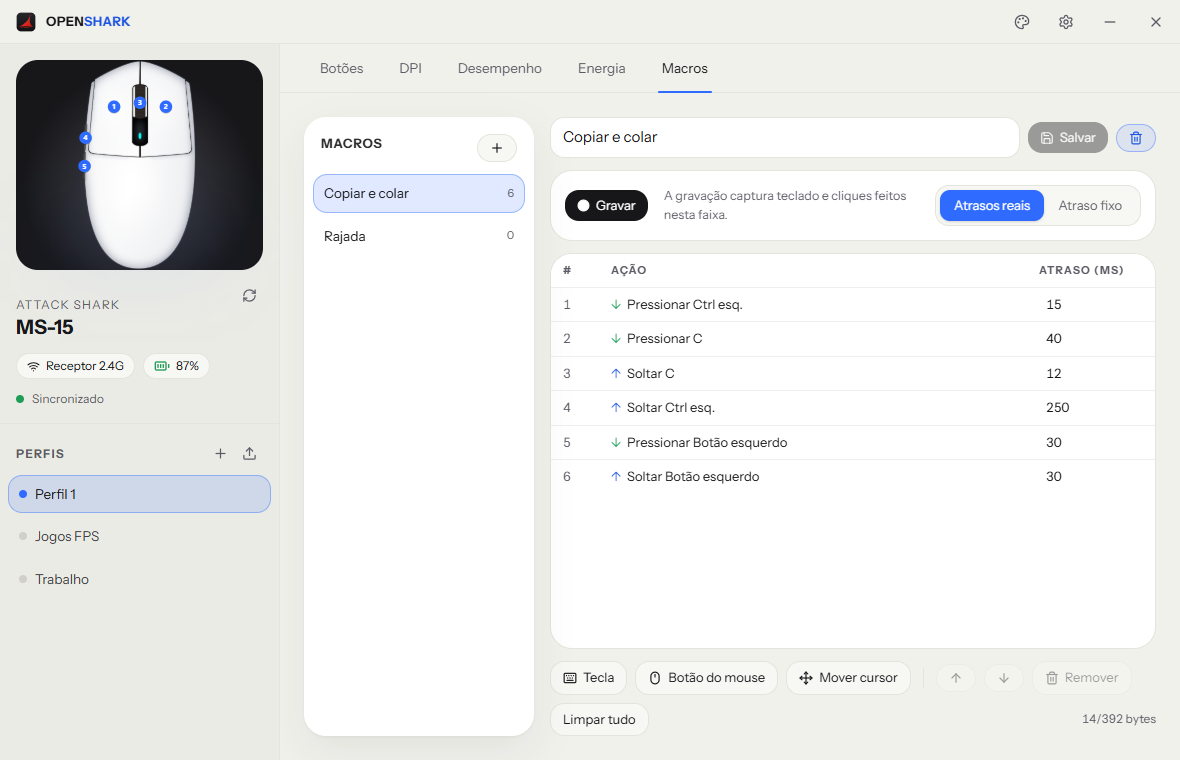 OPENSHARK
Botões
DPI
Desempenho
Energia
Macros
1
3
2
4
5
ATTACK SHARK
MS-15
Receptor 2.4G
87%
Sincronizado
PERFIS
Perfil 1
Jogos FPS
Trabalho
MACROS
Copiar e colar 6
Rajada 0
Copiar e colar
Salvar
Gravar
A gravação captura teclado e cliques feitos
nesta faixa.
Atrasos reais
Atraso fixo
# AÇÃO ATRASO (MS)
1 Pressionar Ctrl esq. 15
2 Pressionar C 40
3 Soltar C 12
4 Soltar Ctrl esq. 250
5 Pressionar Botão esquerdo 30
6 Soltar Botão esquerdo 30
Tecla
Botão do mouse
Mover cursor
Remover
Limpar tudo
14/392 bytes